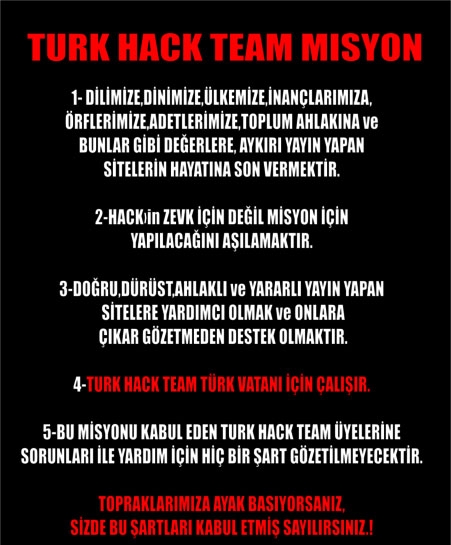 TURK HACK TEAM MISYON
1- DİLİMİZE,DİNİMİZE,ÜLKEMİZE,İNANÇLARIMIZA,
ÖRFLERİMİZE,ADETLERİMİZE,TOPLUM AHLAKINA ve
BUNLAR GİBİ DEĞERLERE, AYKIRI YAYIN YAPAN
SİTELERİN HAYATINA SON VERMEKTİR.
2-HACK›in ZEVK İÇİN DEĞİL MİSYON İÇİN
YAPILACAĞINI AŞILAMAKTIR.
3-DOĞRU,DÜRÜST,AHLAKLI ve YARARLI YAYIN YAPAN
SİTELERE YARDIMCI OLMAK ve ONLARA
ÇIKAR GÖZETMEDEN DESTEK OLMAKTIR.
4-TURK HACK TEAM TÜRK VATANI İÇİN ÇALIŞIR.
5-BU MİSYONU KABUL EDEN TURK HACK TEAM ÜYELERİNE
SORUNLARI İLE YARDIM İÇİN HİÇ BİR ŞART GÖZETİLMEYECEKTİR.
TOPRAKLARIMIZA AYAK BASIYORSANIZ,
SİZDE BU ŞARTLARI KABUL ETMİŞ SAYILIRSINIZ.!